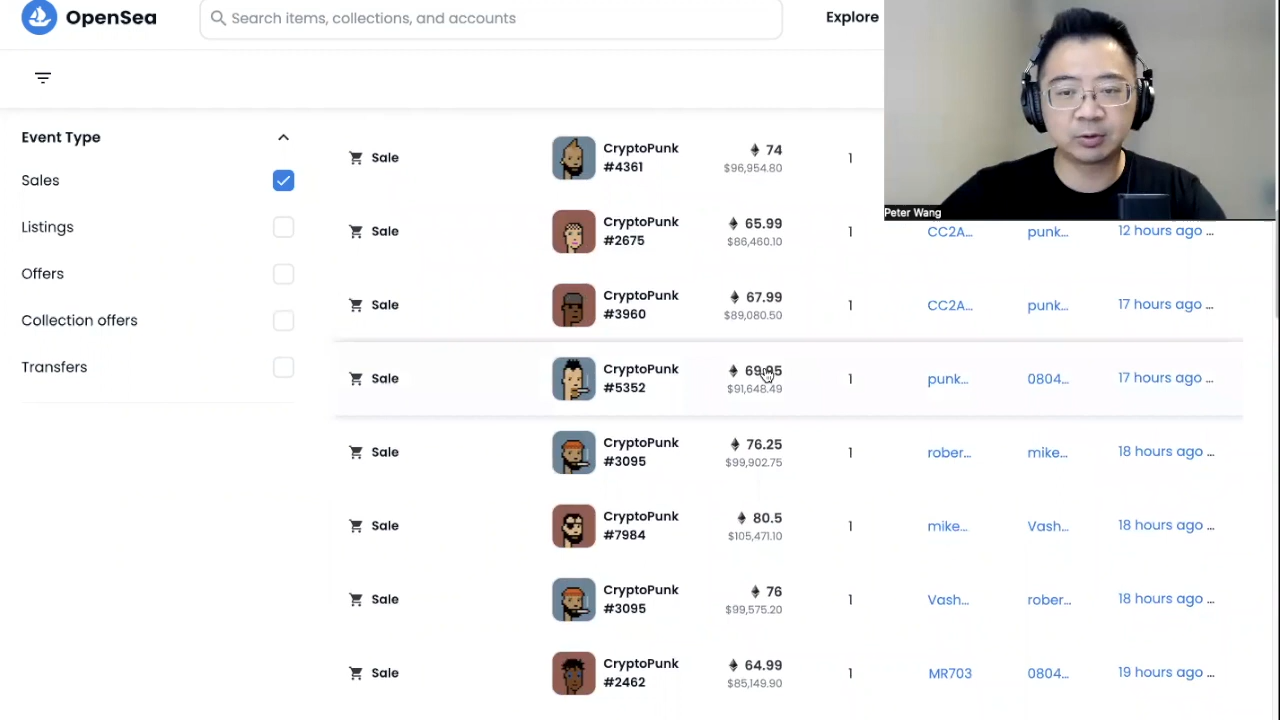 OpenSea
Search items, collections, and accounts
Explore
Peter Wang
Event Type
Sales
Listings
Offers
Collection offers
Transfers
Sale CryptoPunk 74
#4361 $96,954.80 1
Sale CryptoPunk 65.99
#2675 $86,460.10 1 CC2A... punk... 12 hours ago ...
Sale CryptoPunk 67.99
#3960 $89,080.50 1 CC2A... punk... 17 hours ago ...
Sale CryptoPunk
#5352 $91,648.49 1 punk... 0804... 17 hours ago ...
Sale CryptoPunk 76.25
#3095 $99,902.75 1 rober... mike... 18 hours ago ...
Sale CryptoPunk 80.5
#7984 $105,471.10 1 mike... Vash... 18 hours ago ...
Sale CryptoPunk 76
#3095 $99,575.20 1 Vash... rober... 18 hours ago ...
Sale CryptoPunk 64.99
#2462 $85,149.90 1 MR703 0804... 19 hours ago ...